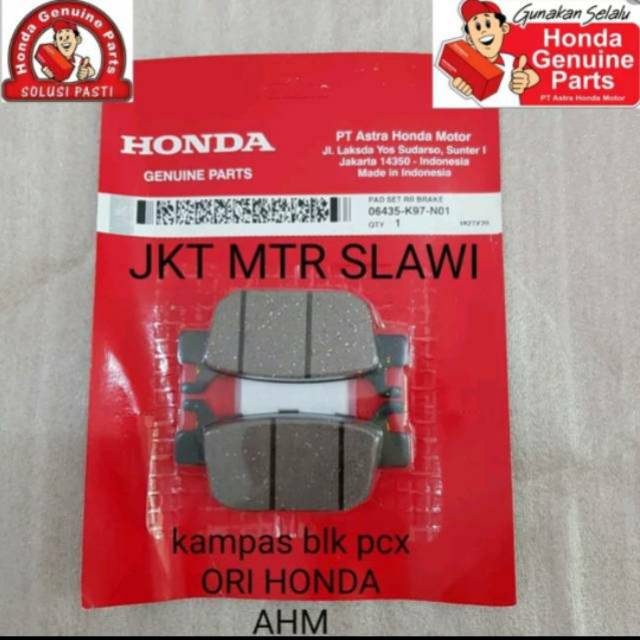 Honda Genuine Parts
SOLUSI PASTI
Gunakan Selalu
Honda
Genuine
Parts
PT Astra Honda Motor
HONDA
GENUINE PARTS
PT Astra Honda Motor
Jl. Laksda Yos Sudarso, Sunter I
Jakarta 14350 - Indonesia
Made in Indonesia
PAD SET RR BRAKE
06435-K97-N01
QTY 1
JKT MTR SLAWI
kampas blk pcx
ORI HONDA
AHM